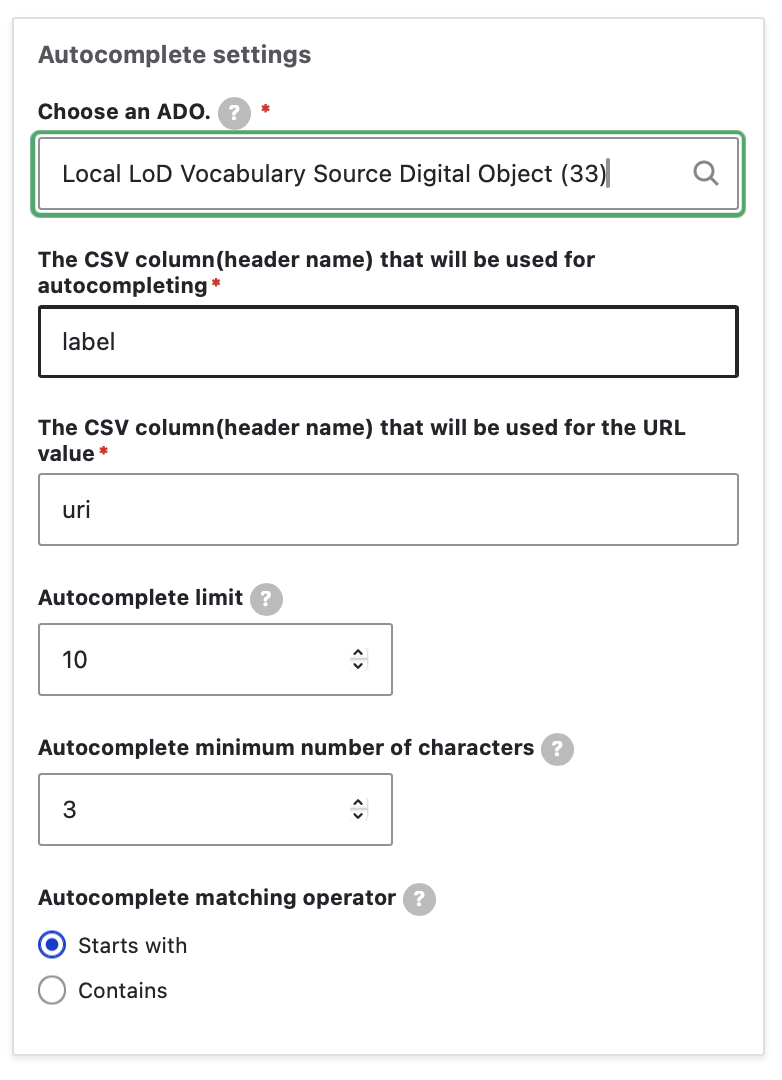 Autocomplete settings
Choose an ADO. ? *
Local LoD Vocabulary Source Digital Object (33)
The CSV column(header name) that will be used for
autocompleting *
label
The CSV column(header name) that will be used for the URL
value *
uri
Autocomplete limit ?
10
Autocomplete minimum number of characters ?
3
Autocomplete matching operator ?
Starts with
Contains